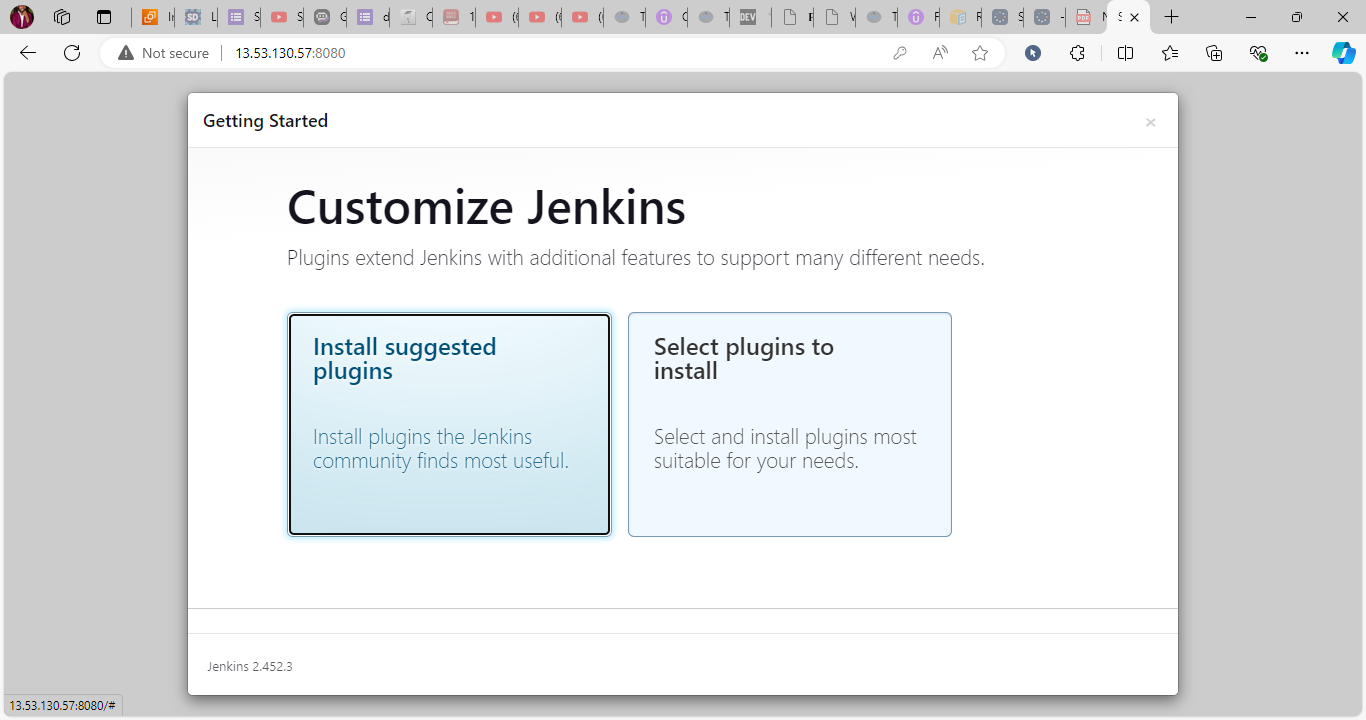 Not secure
13.53.130.57:8080
Getting Started
×
Customize Jenkins
Plugins extend Jenkins with additional features to support many different needs.
Install suggested
plugins
Install plugins the Jenkins
community finds most useful.
Select plugins to
install
Select and install plugins most
suitable for your needs.
Jenkins 2.452.3
13.53.130.57:8080/#